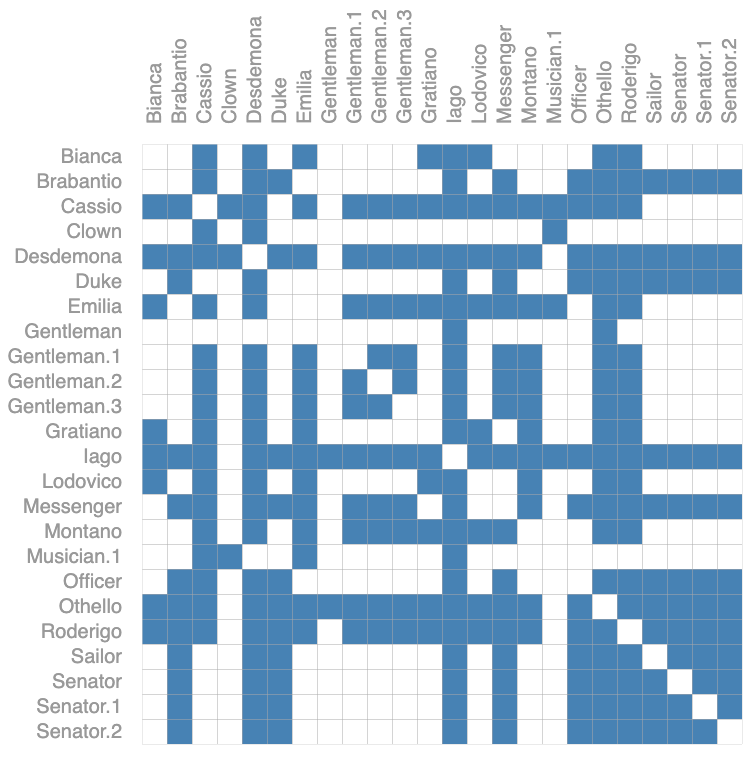 Bianca
Brabantio
Cassio
Clown
Desdemona
Duke
Emilia
Gentleman
Gentleman.1
Gentleman.2
Gentleman.3
Gratiano
Iago
Lodovico
Messenger
Montano
Musician.1
Officer
Othello
Roderigo
Sailor
Senator
Senator.1
Senator.2
Bianca
Brabantio
Cassio
Clown
Desdemona
Duke
Emilia
Gentleman
Gentleman.1
Gentleman.2
Gentleman.3
Gratiano
Iago
Lodovico
Messenger
Montano
Musician.1
Officer
Othello
Roderigo
Sailor
Senator
Senator.1
Senator.2